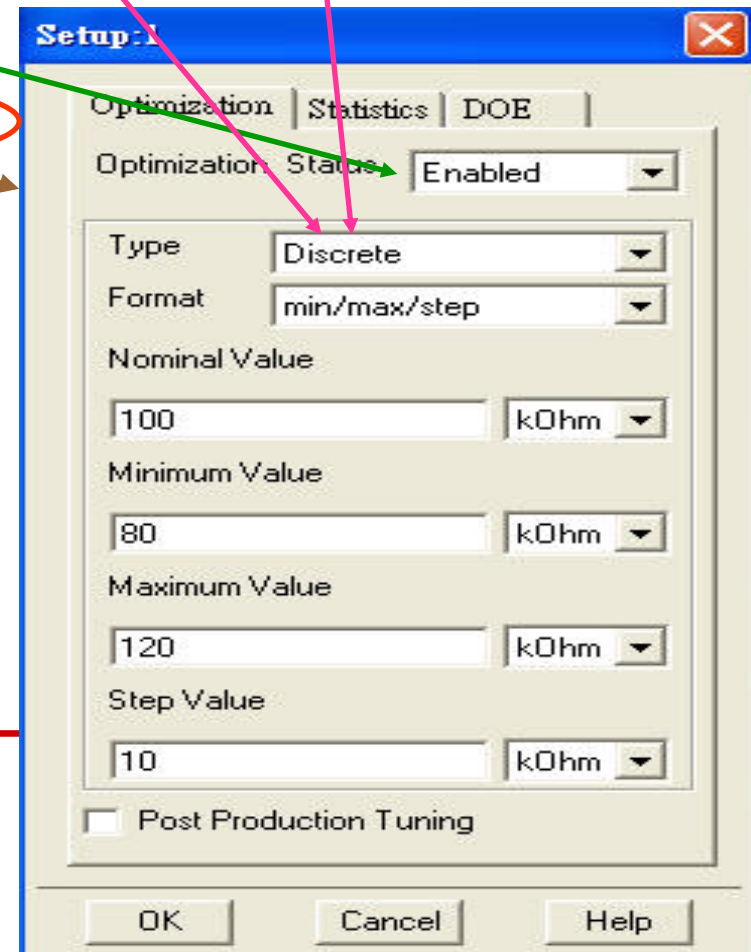 Setup:1
Optimization Statistics DOE
Optimization Status Enabled
Type Discrete
Format min/max/step
Nominal Value
100 kOhm
Minimum Value
80 kOhm
Maximum Value
120 kOhm
Step Value
10 kOhm
Post Production Tuning
OK Cancel Help